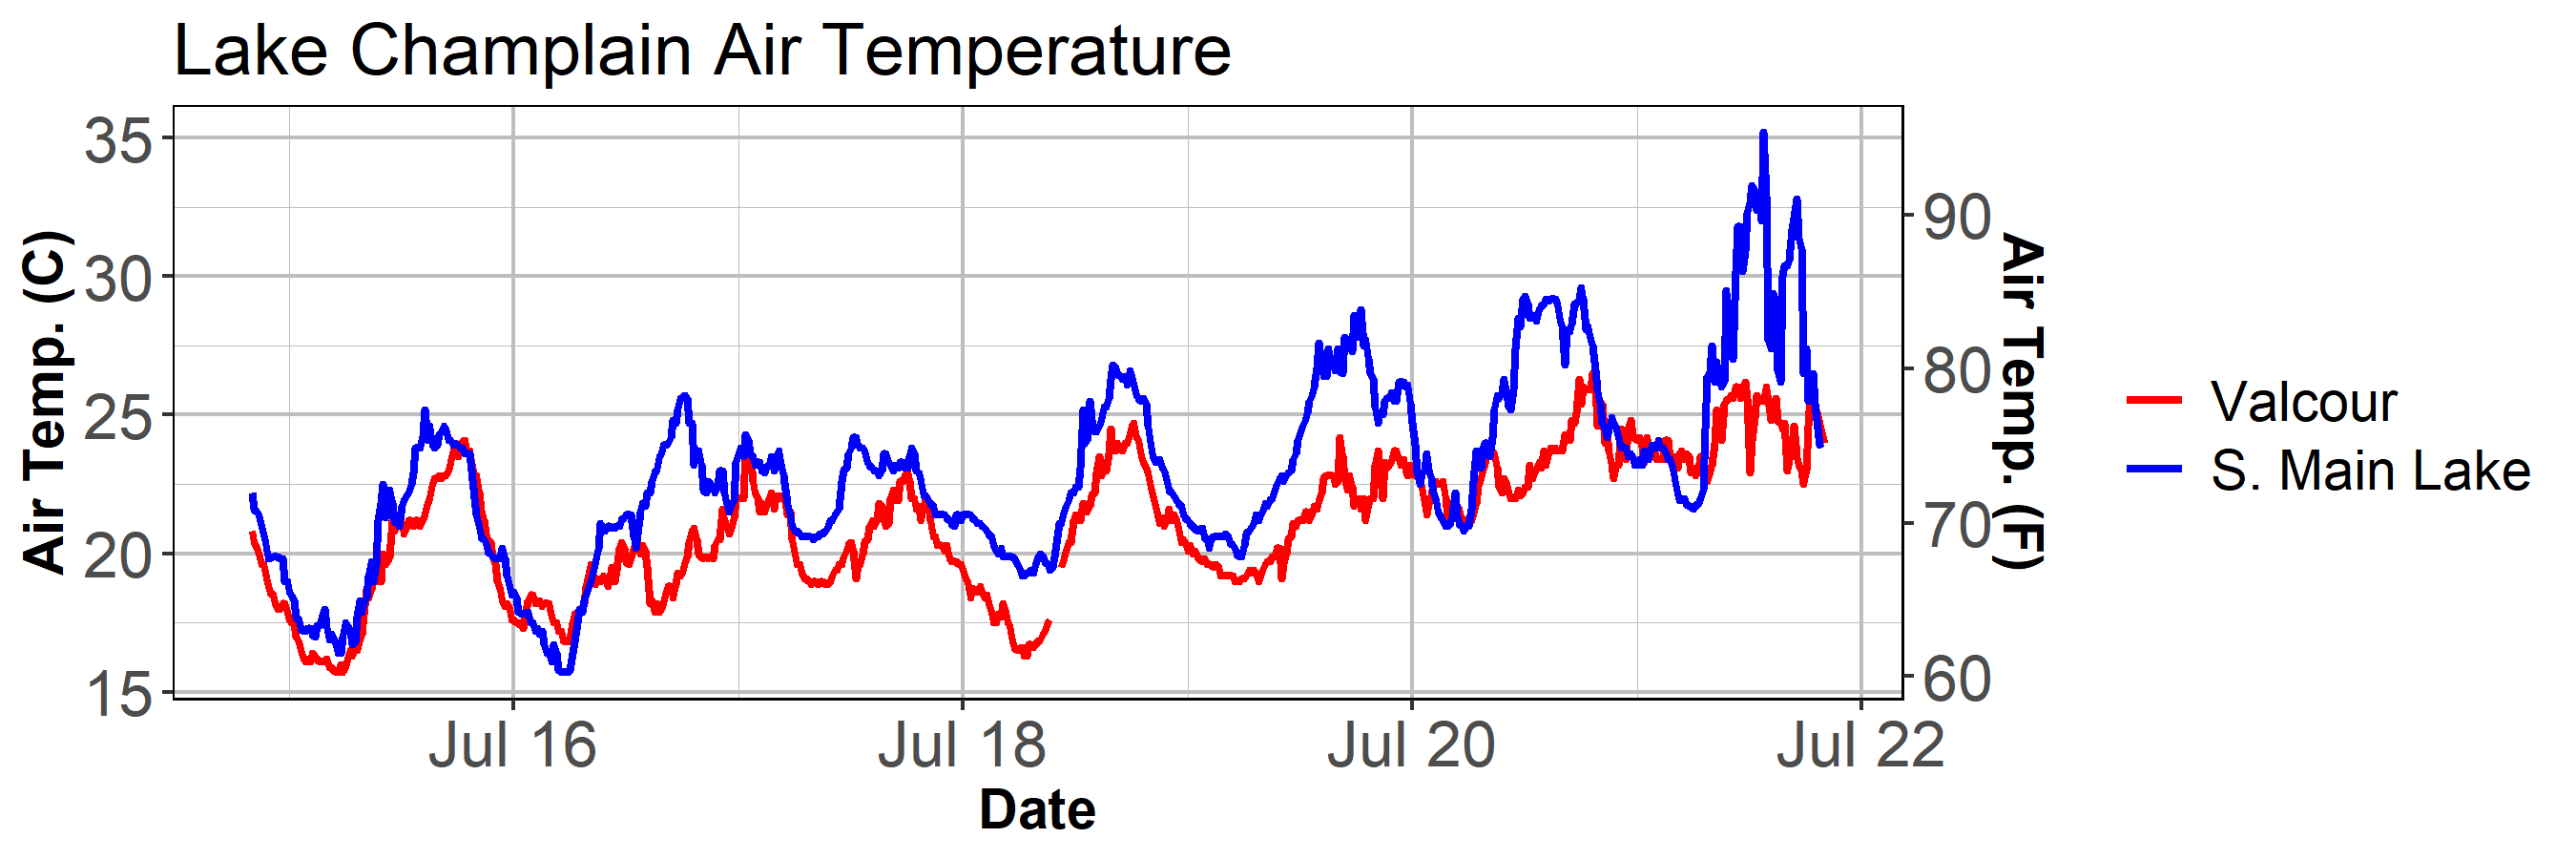 Lake Champlain Air Temperature
35
30
25
20
15
Air Temp. (C)
90
80
70
60
Air Temp. (F)
Jul 16 Jul 18 Jul 20 Jul 22
Date
Valcour
S. Main Lake